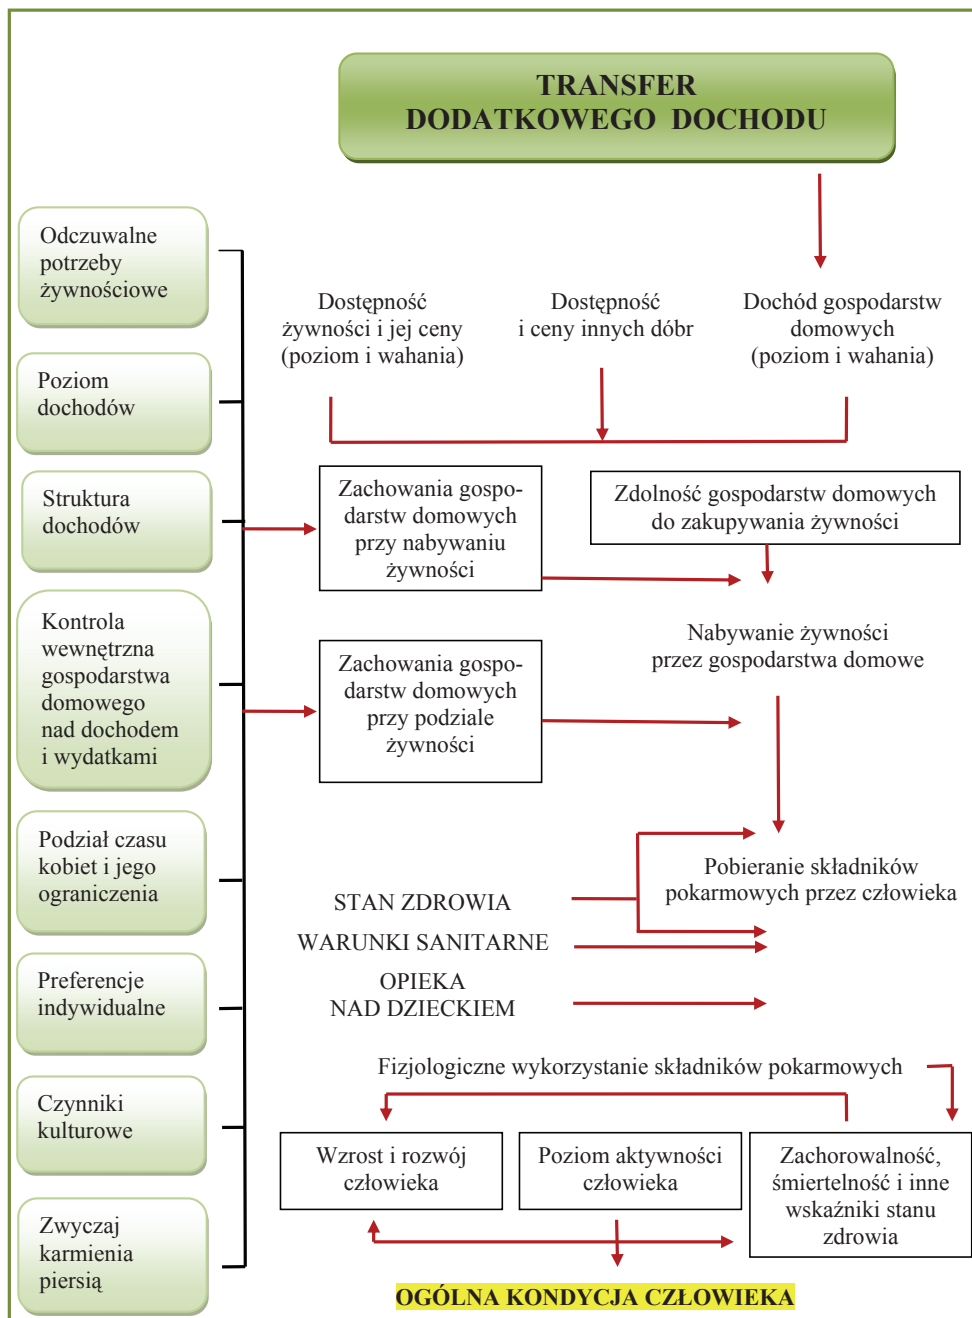 TRANSFER
DODATKOWEGO DOCHODU
Odczuwalne
potrzeby
żywnościowe
Poziom
dochodów
Struktura
dochodów
Kontrola
wewnętrzna
gospodarstwa
domowego
nad dochodem
i wydatkami
Podział czasu
kobiet i jego
ograniczenia
Preferencje
indywidualne
Czynniki
kulturowe
Zwyczaj
karmienia
piersią
Dostępność
żywności i jej ceny
(poziom i wahania)
Dostępność
i ceny innych dóbr
Dochód gospodarstw
domowych
(poziom i wahania)
Zachowania gospo-
darstw domowych
przy nabywaniu
żywności
Zdolność gospodarstw domowych
do zakupywania żywności
Nabywanie żywności
przez gospodarstwa domowe
Zachowania gospo-
darstw domowych
przy podziale
żywności
Pobieranie składników
pokarmowych przez człowieka
STAN ZDROWIA
WARUNKI SANITARNE
OPIEKA
NAD DZIECKIEM
Fizjologiczne wykorzystanie składników pokarmowych
Wzrost i rozwój
człowieka
Poziom aktywności
człowieka
Zachorowalność,
śmiertelność i inne
wskaźniki stanu
zdrowia
OGÓLNA KONDYCJA CZŁOWIEKA